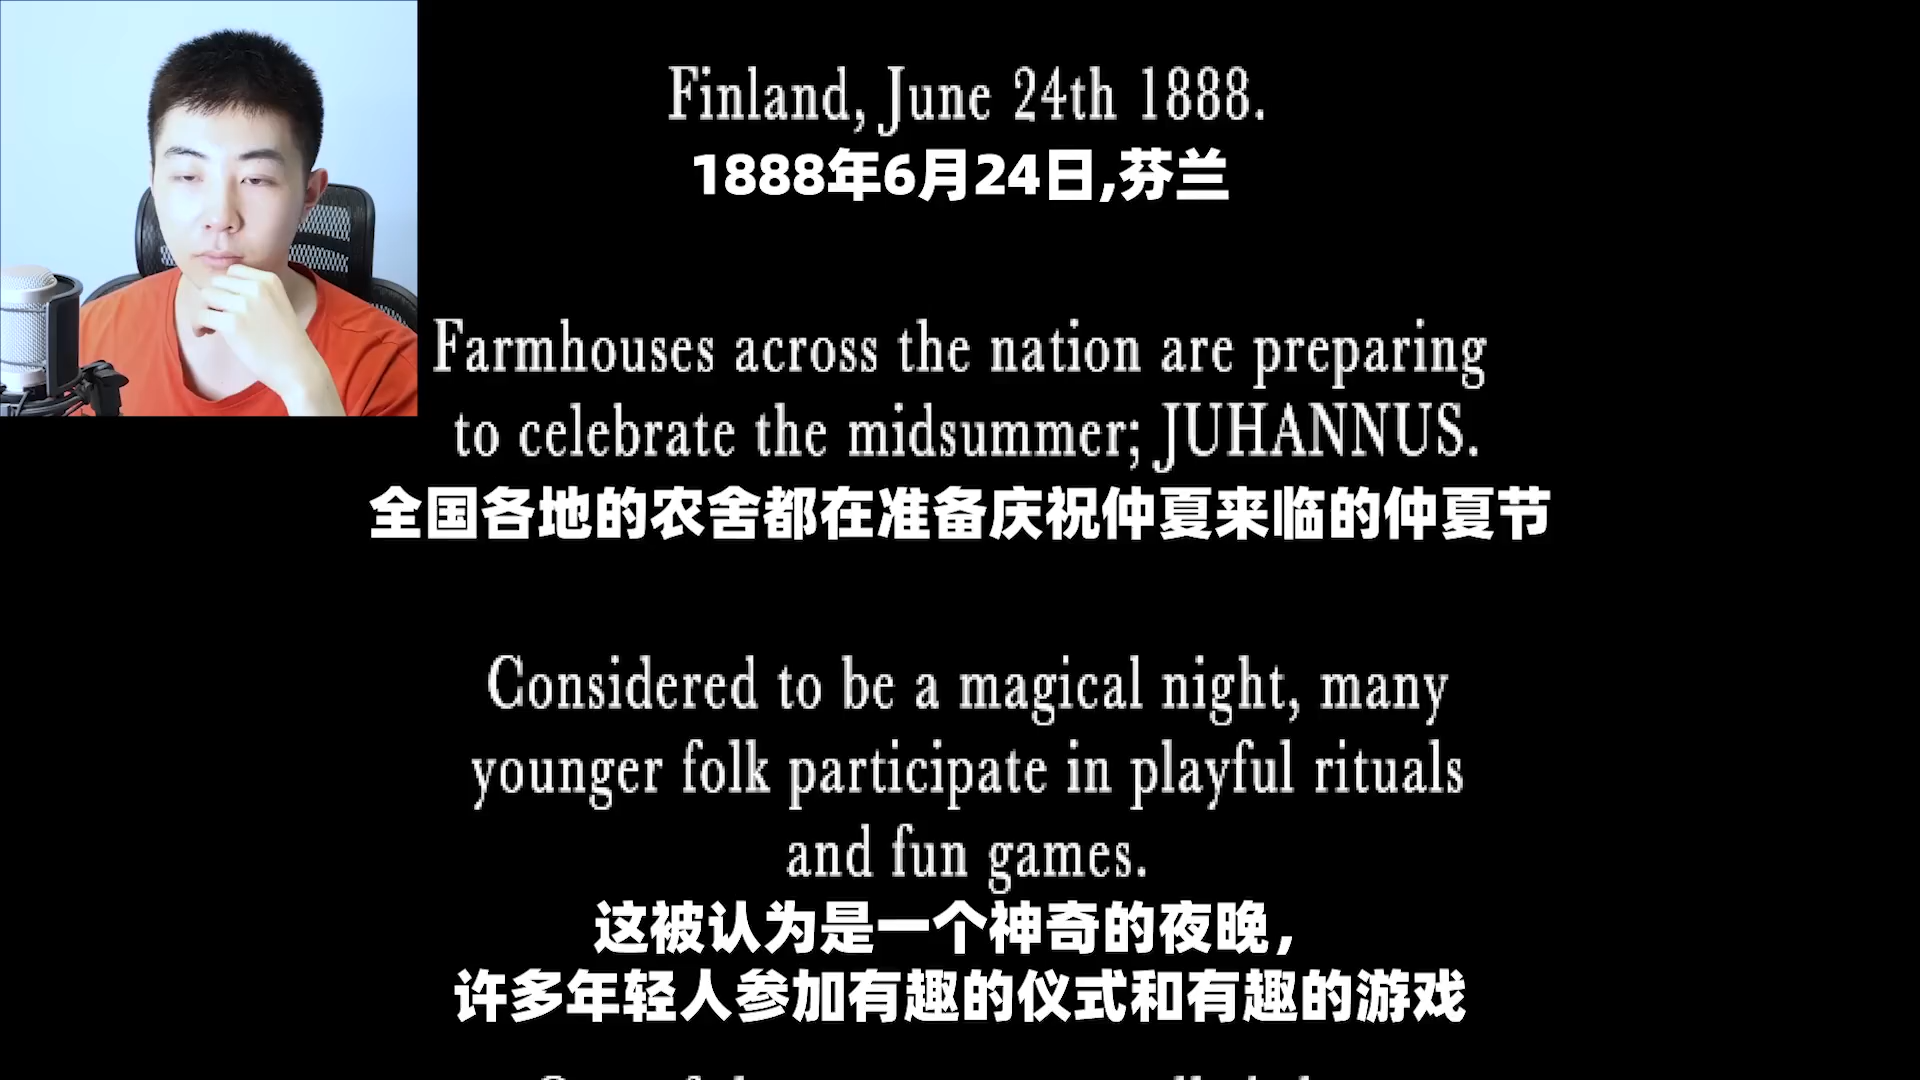 Finland, June 24th 1888.
1888年6月24日,芬兰
Farmhouses across the nation are preparing
to celebrate the midsummer; JUHANNUS.
全国各地的农舍都在准备庆祝仲夏来临的仲夏节
Considered to be a magical night, many
younger folk participate in playful rituals
and fun games.
这被认为是一个神奇的夜晚，
许多年轻人参加有趣的仪式和有趣的游戏